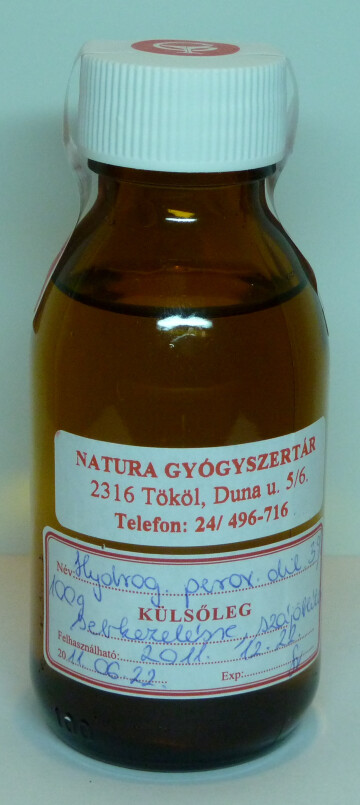 NATURA GYÓGYSZERTÁR
2316 Tököl, Duna u. 5/6.
Telefon: 24/ 496-716
Név: Hydrog perox. dil 3%
100g
KÜLSŐLEG
Sebkezelésre,
Felhasználható: 2011. 12. 22.
2011.06.22. Exp.:
100